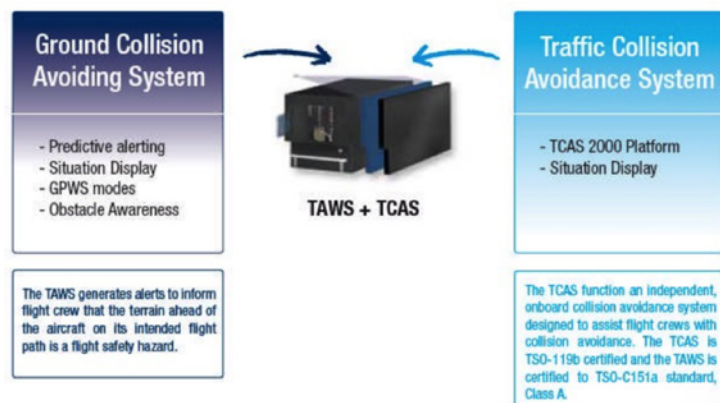 Ground Collision
Avoiding System
- Predictive alerting
- Situation Display
- GPWS modes
- Obstacle Awareness
The TAWS generates alerts to inform
flight crew that the terrain ahead of
the aircraft on its intended flight
path is a flight safety hazard.
TAWS + TCAS
Traffic Collision
Avoidance System
- TCAS 2000 Platform
- Situation Display
The TCAS function an independent,
onboard collision avoidance system
designed to assist flight crews with
collision avoidance. The TCAS is
TSO-119b certified and the TAWS is
certified to TSO-C151a standard,
Class A.